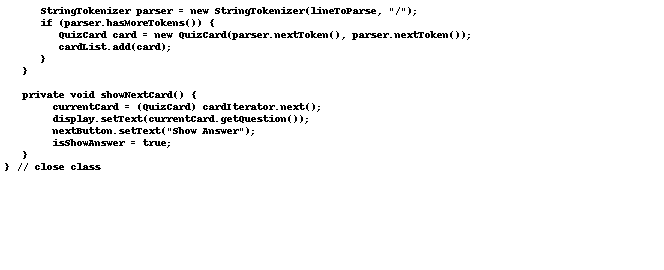 StringTokenizer parser = new StringTokenizer(lineToParse, "/");
if (parser.hasMoreTokens()) {
QuizCard card = new QuizCard(parser.nextToken(), parser.nextToken());
cardList.add(card);
}
}
private void showNextCard() {
currentCard = (QuizCard) cardIterator.next();
display.setText(currentCard.getQuestion());
nextButton.setText("Show Answer");
isShowAnswer = true;
}
} // close class